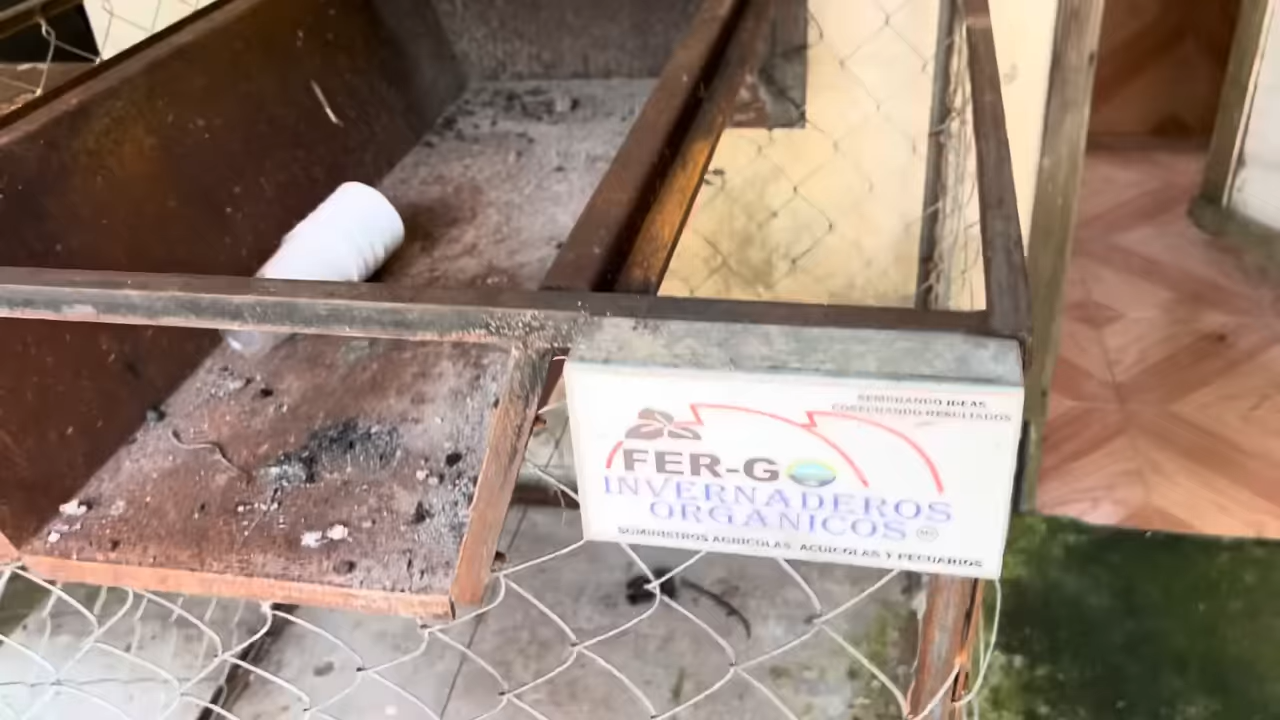 SEMBRANDO IDEAS
COSECHANDO RESULTADOS
FER-GO
INVERNADEROS
ORGANICOS
SUMINISTROS AGRICOLAS, ACUICOLAS Y PECUARIOS